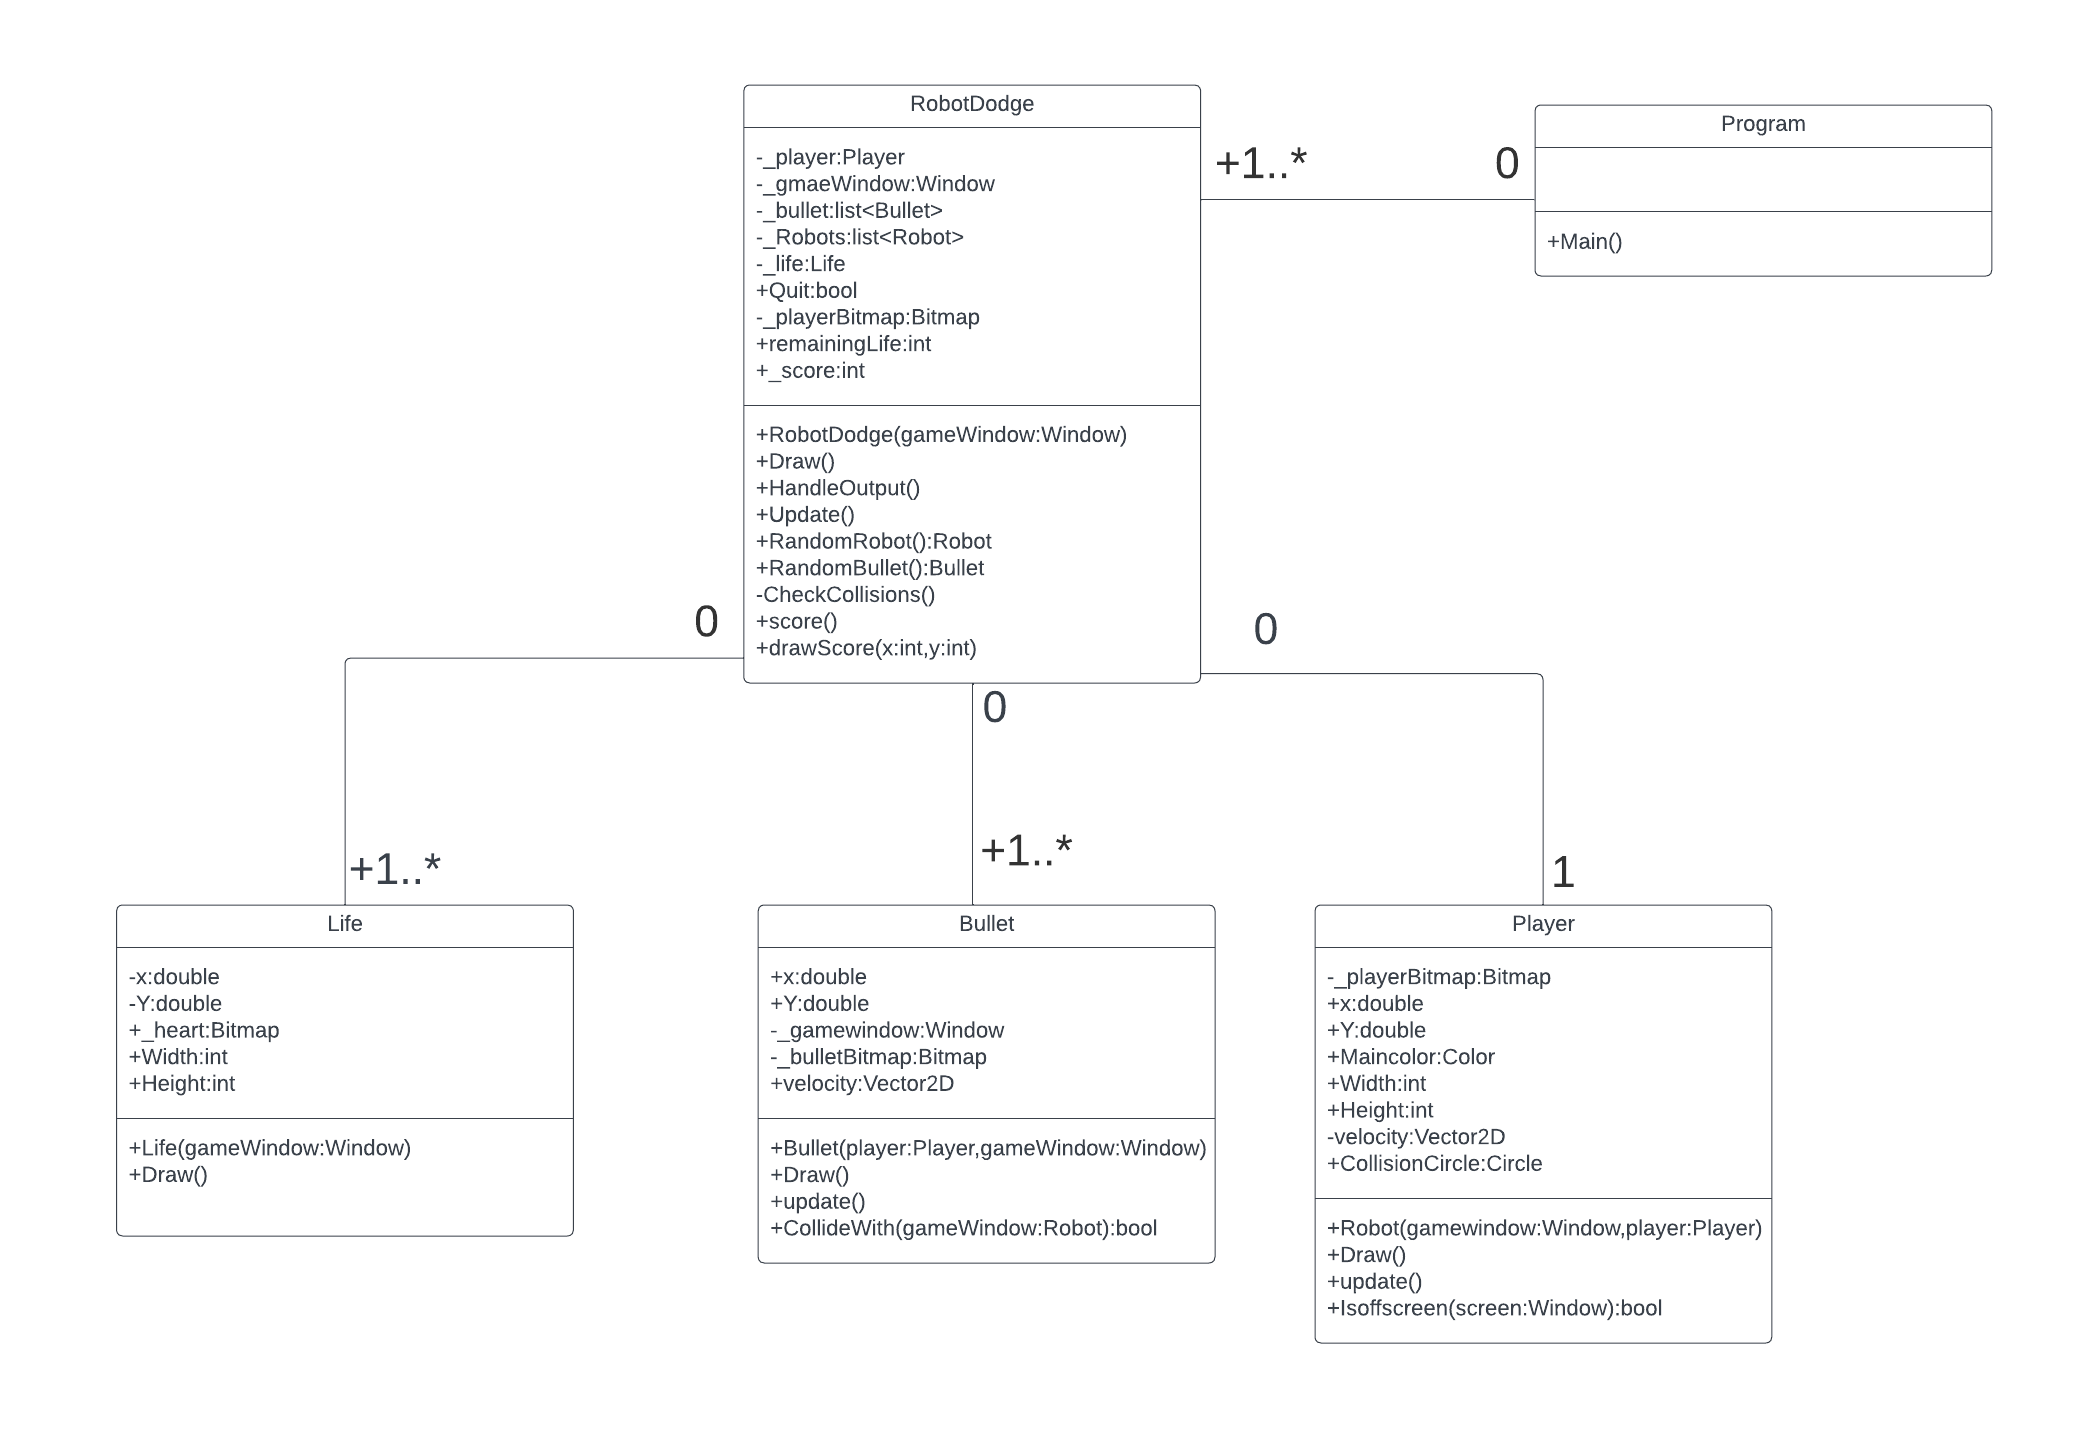 RobotDodge
-_player:Player
-_gmaeWindow:Window
-_bullet:list<Bullet>
-_Robots:list<Robot>
-_life:Life
+Quit:bool
-_playerBitmap:Bitmap
+remainingLife:int
+_score:int
+RobotDodge(gameWindow:Window)
+Draw()
+HandleOutput()
+Update()
+RandomRobot():Robot
+RandomBullet():Bullet
-CheckCollisions()
+score()
+drawScore(x:int,y:int)
+1..*
0
Program
+Main()
0
0
0
+1..*
+1..*
1
Life
-x:double
-Y:double
+_heart:Bitmap
+Width:int
+Height:int
+Life(gameWindow:Window)
+Draw()
Bullet
+x:double
+Y:double
-_gamewindow:Window
-_bulletBitmap:Bitmap
+velocity:Vector2D
+Bullet(player:Player,gameWindow:Window)
+Draw()
+update()
+CollideWith(gameWindow:Robot):bool
Player
-_playerBitmap:Bitmap
+x:double
+Y:double
+Maincolor:Color
+Width:int
+Height:int
-velocity:Vector2D
+CollisionCircle:Circle
+Robot(gamewindow:Window,player:Player)
+Draw()
+update()
+Isoffscreen(screen:Window):bool